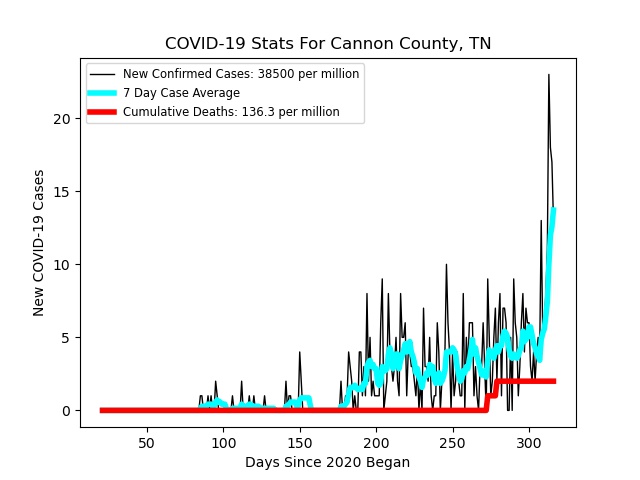 COVID-19 Stats For Cannon County, TN
New Confirmed Cases: 38500 per million
7 Day Case Average
Cumulative Deaths: 136.3 per million
New COVID-19 Cases
20
15
10
5
0
50 100 150 200 250 300
Days Since 2020 Began